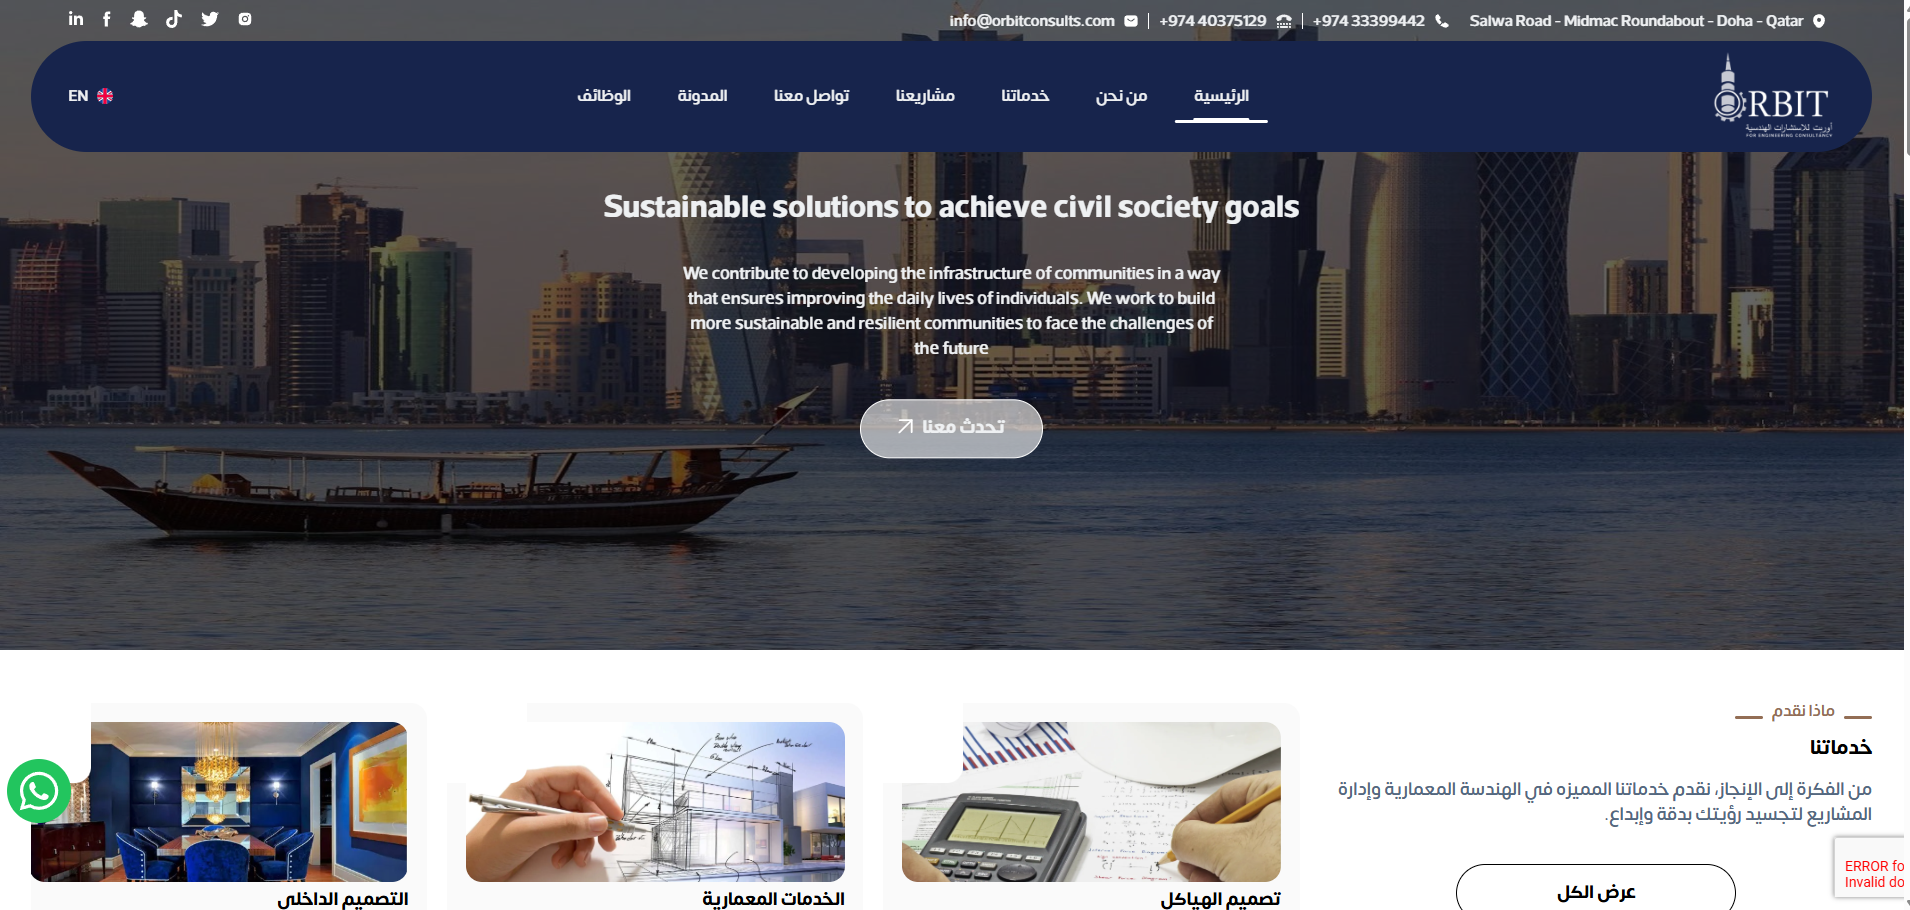 Salwa Road - Midmac Roundabout - Doha - Qatar
+974 33399442
+974 40375129
info@orbitconsults.com
ORBIT
أوربت للاستشارات الهندسية
FOR ENGINEERING CONSULTANCY
الرئيسية
من نحن
خدماتنا
مشاريعنا
تواصل معنا
المدونة
الوظائف
EN
Sustainable solutions to achieve civil society goals
We contribute to developing the infrastructure of communities in a way
that ensures improving the daily lives of individuals. We work to build
more sustainable and resilient communities to face the challenges of
the future
تحدث معنا
ماذا نقدم
خدماتنا
من الفكرة إلى الإنجاز، نقدم خدماتنا المميزه في الهندسة المعمارية وإدارة
المشاريع لتجسيد رؤيتك بدقة وإبداع.
عرض الكل
تصميم الهياكل
الخدمات المعمارية
التصميم الداخلي
ERROR fo
Invalid do